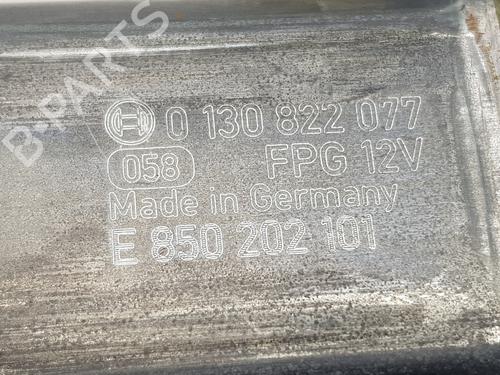 B-PARTS
0 130 822 077
058 FPG 12V
Made in Germany
E 850 202 101